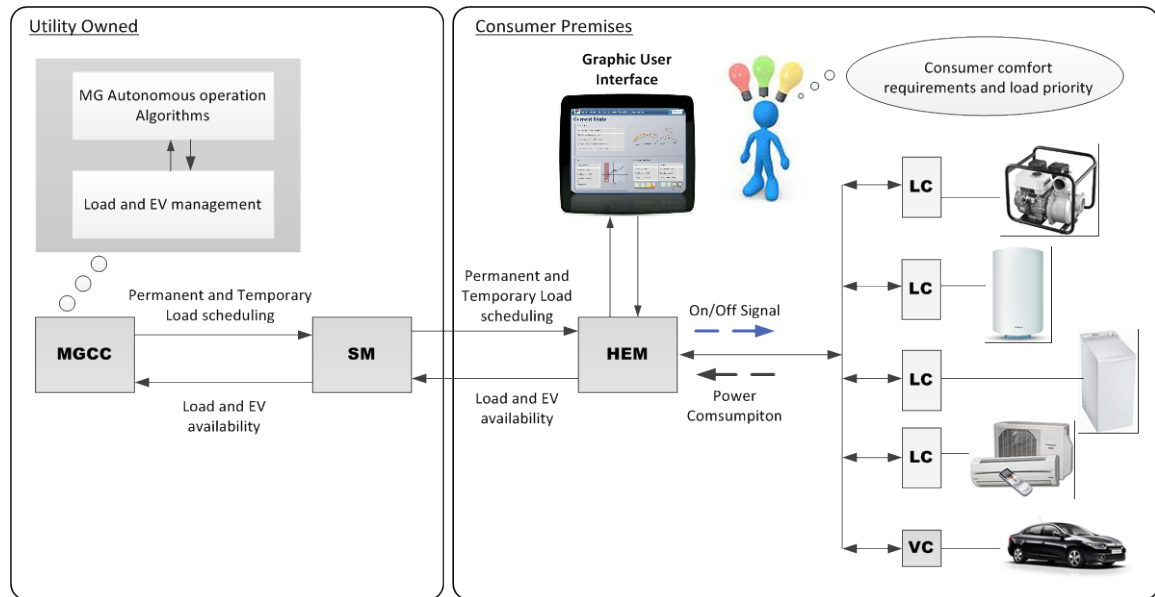 Utility Owned
MG Autonomous operation
Algorithms
Load and EV management
Permanent and Temporary
Load scheduling
MGCC
SM
Load and EV
availability
Consumer Premises
Graphic User
Interface
Current State
Consumer comfort
requirements and load priority
Permanent and
Temporary Load
scheduling
On/Off Signal
HEM
Load and EV
availability
Power
Comsumpiton
LC
LC
LC
LC
VC